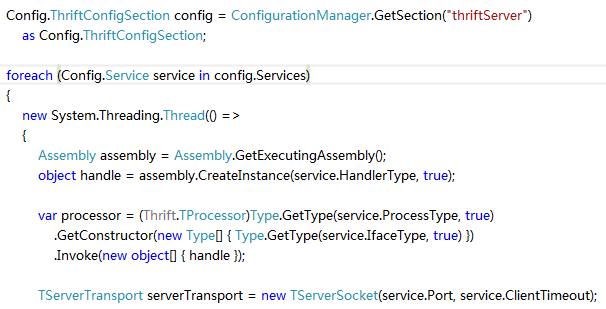 Config.ThriftConfigSection config = ConfigurationManager.GetSection("thriftServer")
as Config.ThriftConfigSection;
foreach (Config.Service service in config.Services)
{
new System.Threading.Thread(() =>
{
Assembly assembly = Assembly.GetExecutingAssembly();
object handle = assembly.CreateInstance(service.HandlerType, true);
var processor = (Thrift.TProcessor)Type.GetType(service.ProcessType, true)
.GetConstructor(new Type[] { Type.GetType(service.IfaceType, true) })
.Invoke(new object[] { handle });
TServerTransport serverTransport = new TServerSocket(service.Port, service.ClientTimeout);